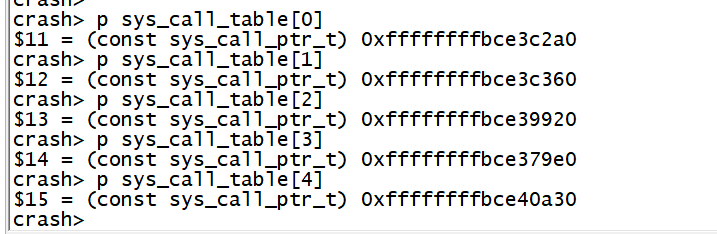 crash>
crash> p sys_call_table[0]
$11 = (const sys_call_ptr_t) 0xffffffffbce3c2a0
crash> p sys_call_table[1]
$12 = (const sys_call_ptr_t) 0xffffffffbce3c360
crash> p sys_call_table[2]
$13 = (const sys_call_ptr_t) 0xffffffffbce39920
crash> p sys_call_table[3]
$14 = (const sys_call_ptr_t) 0xffffffffbce379e0
crash> p sys_call_table[4]
$15 = (const sys_call_ptr_t) 0xffffffffbce40a30
crash>